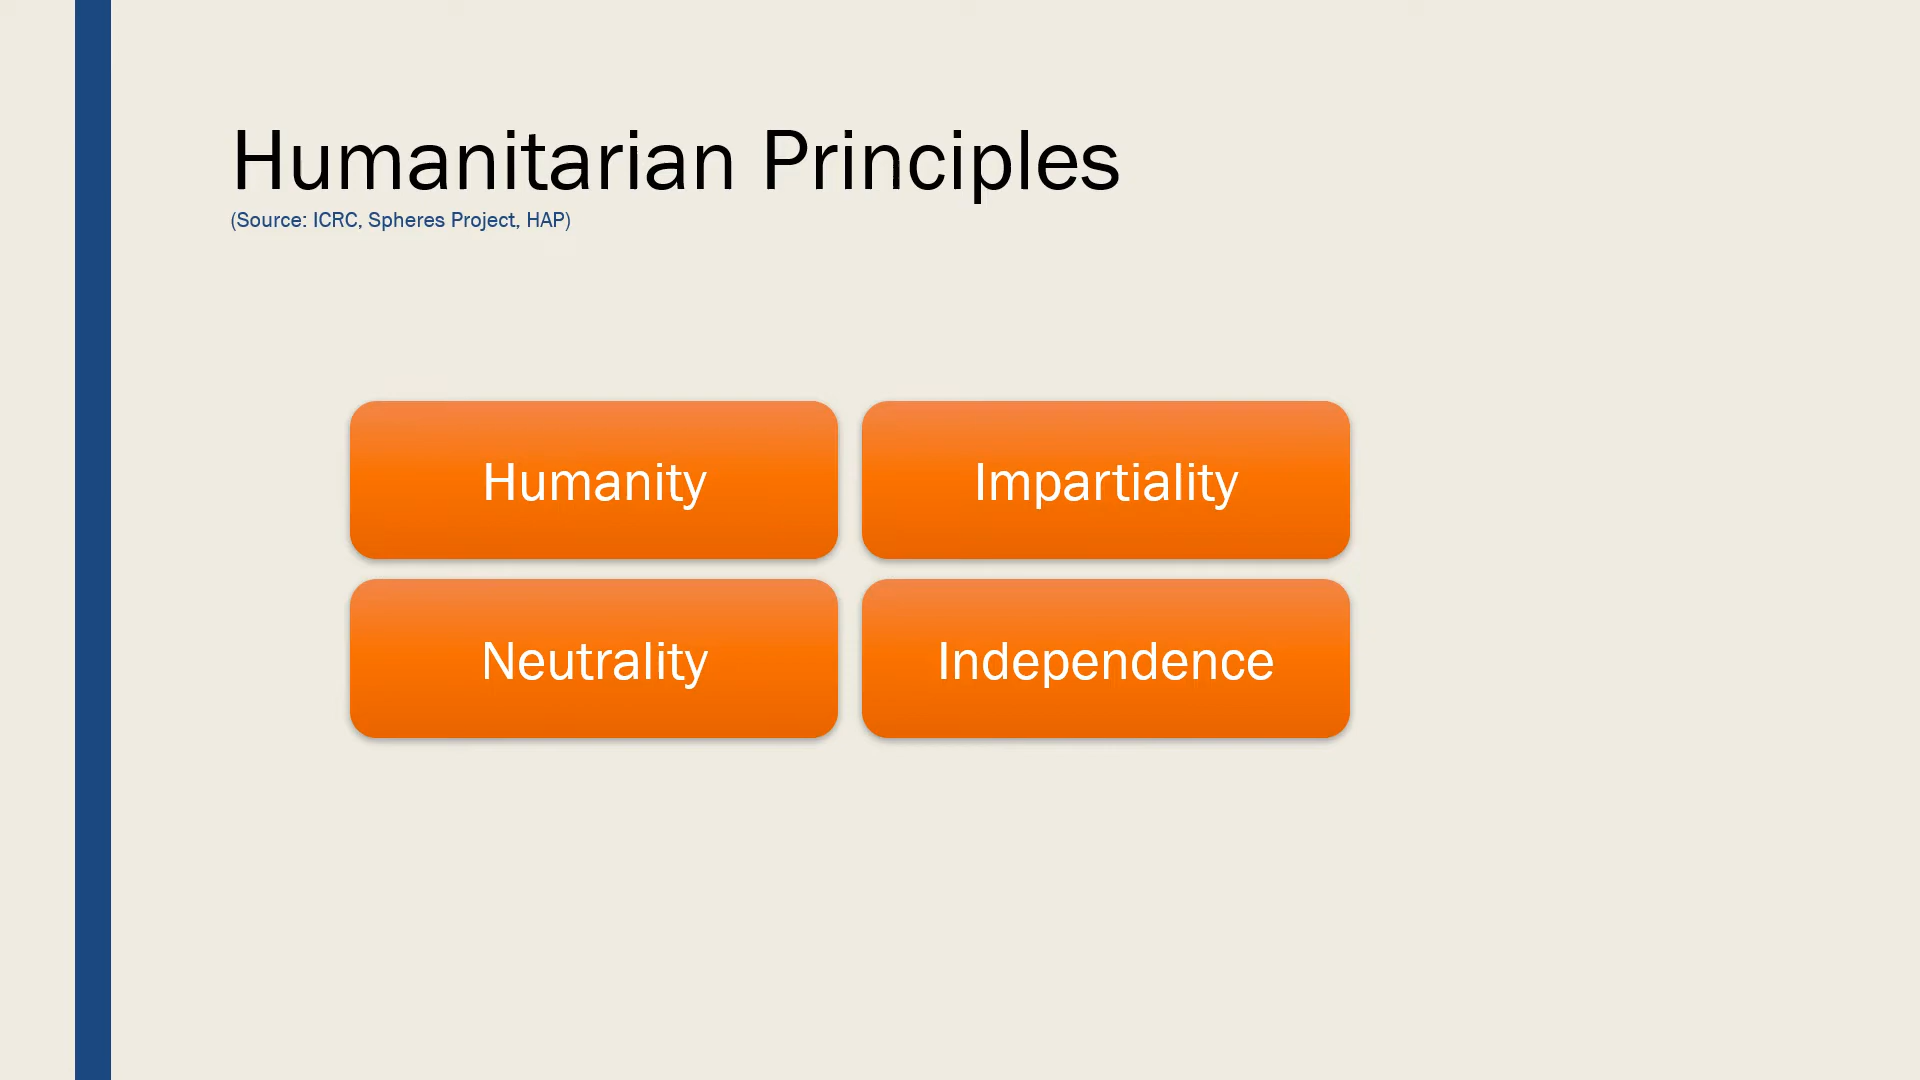 Humanitarian Principles
(Source: ICRC, Spheres Project, HAP)
Humanity
Impartiality
Neutrality
Independence